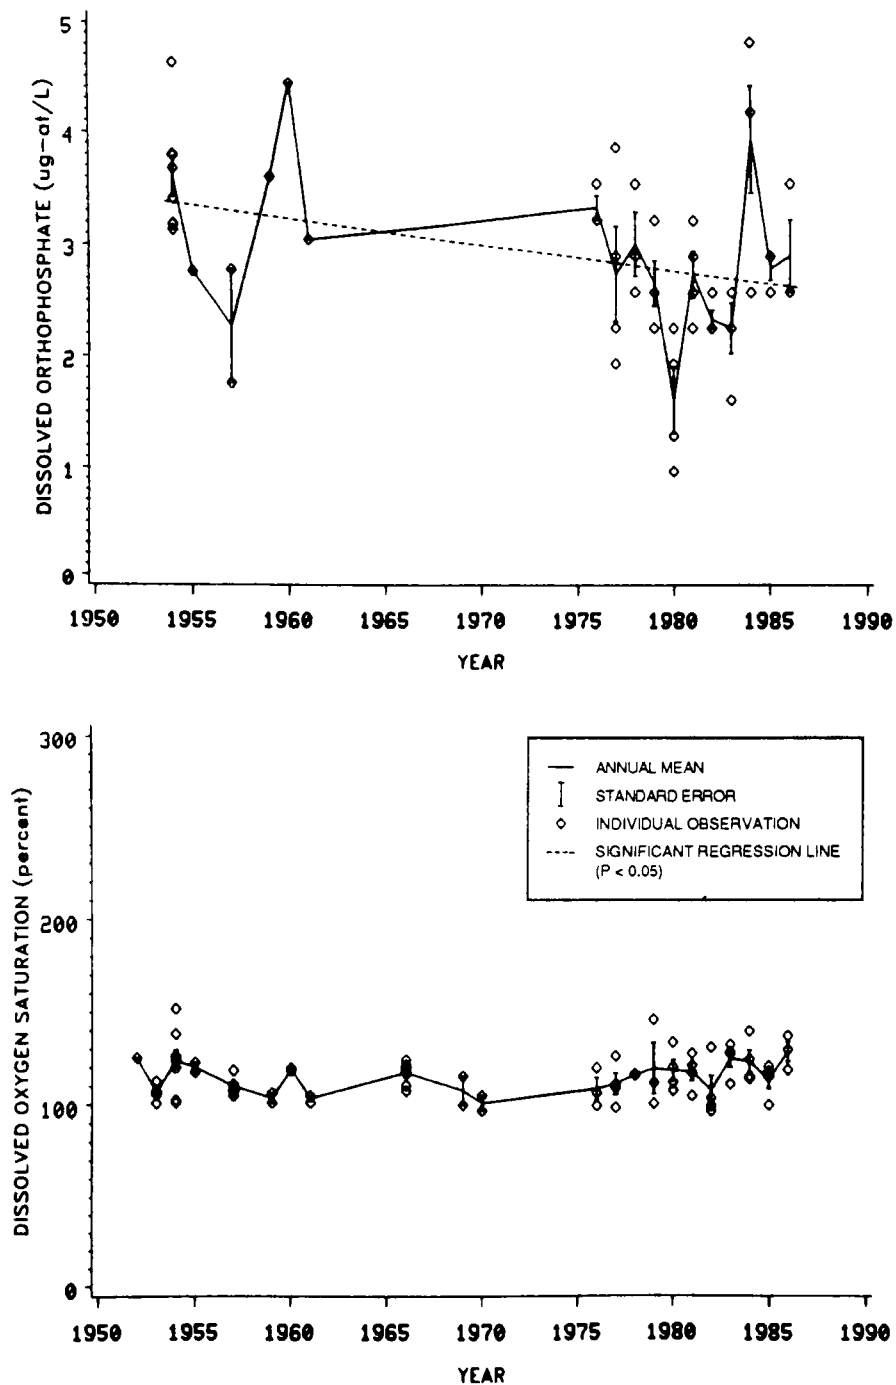 DISSOLVED ORTHOPHOSPHATE (ug-at/L)
5
4
3
2
1
0
1950 1955 1960 1965 1970 1975 1980 1985 1990
YEAR
DISSOLVED OXYGEN SATURATION (percent)
300
200
100
0
ANNUAL MEAN
STANDARD ERROR
INDIVIDUAL OBSERVATION
SIGNIFICANT REGRESSION LINE
(P < 0.05)
1950 1955 1960 1965 1970 1975 1980 1985 1990
YEAR